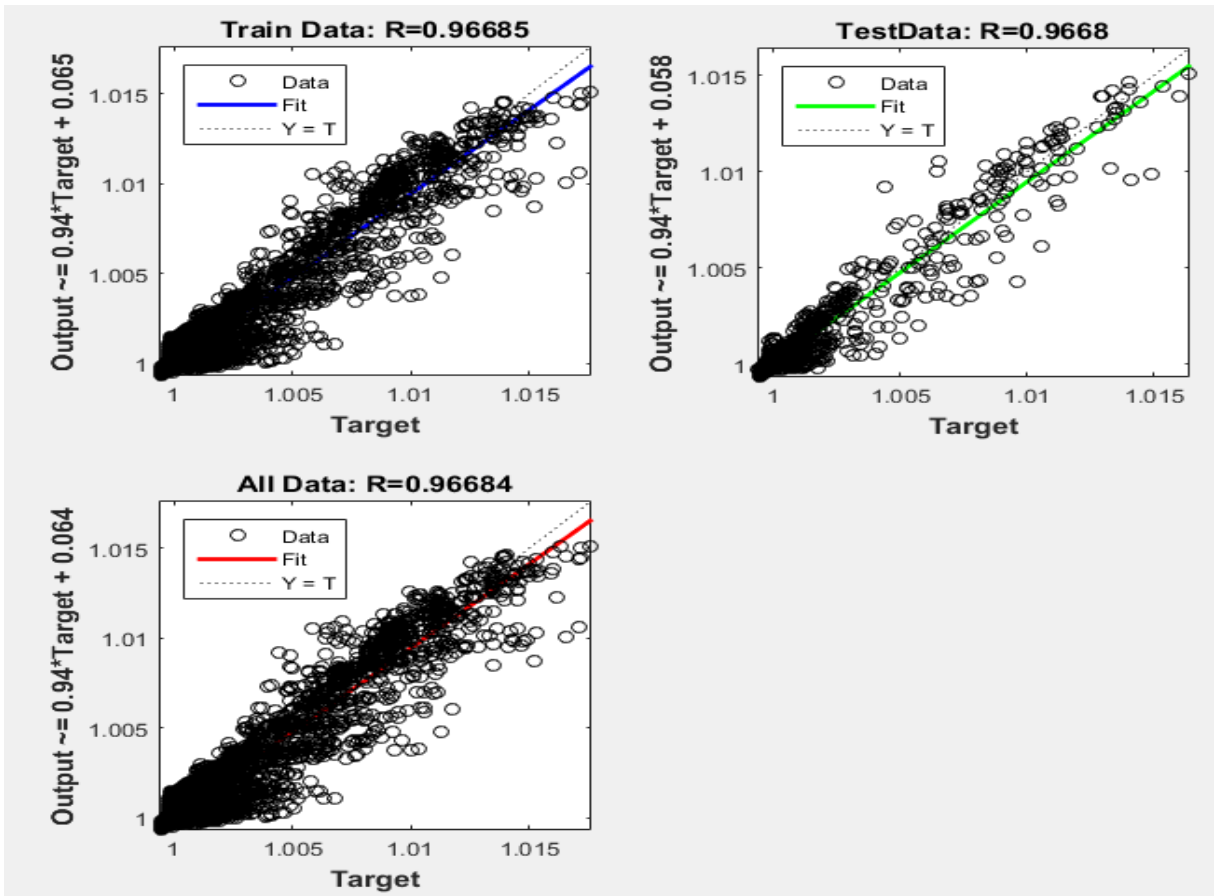 Train Data: R=0.96685
Output ~= 0.94*Target + 0.065
1.015
1.01
1.005
1
Data
Fit
Y = T
1
1.005
1.01
1.015
Target
TestData: R=0.9668
Output ~= 0.94*Target + 0.058
1.015
1.01
1.005
1
Data
Fit
Y = T
1
1.005
1.01
1.015
Target
All Data: R=0.96684
Output ~= 0.94*Target + 0.064
1.015
1.01
1.005
1
Data
Fit
Y = T
1
1.005
1.01
1.015
Target